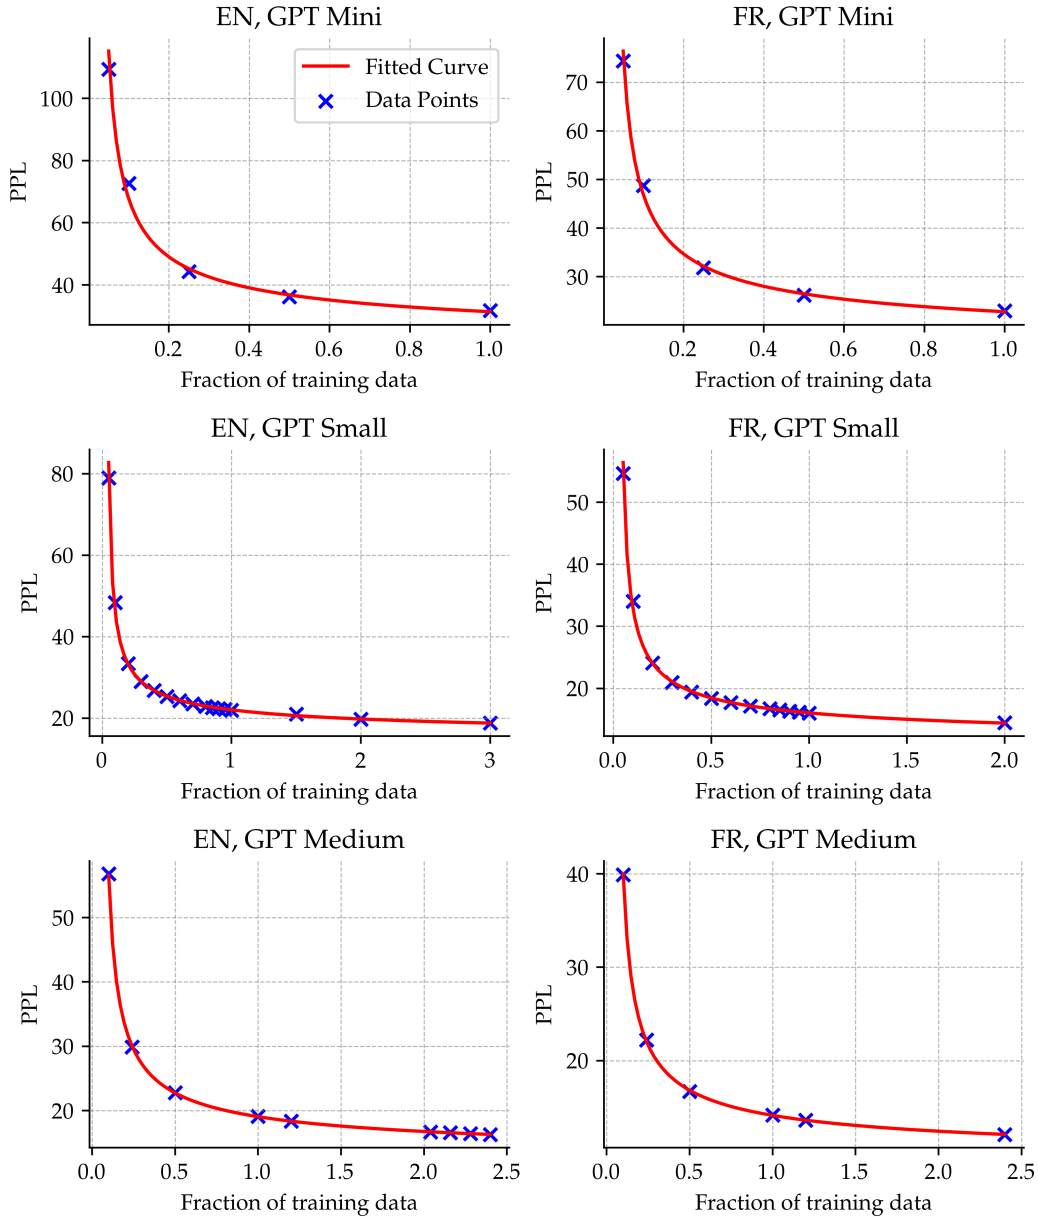 EN, GPT Mini
PPL
100
80
60
40
Fitted Curve
Data Points
0.2 0.4 0.6 0.8 1.0
Fraction of training data
FR, GPT Mini
PPL
70
60
50
40
30
0.2 0.4 0.6 0.8 1.0
Fraction of training data
EN, GPT Small
PPL
80
60
40
20
0 1 2 3
Fraction of training data
FR, GPT Small
PPL
50
40
30
20
0.0 0.5 1.0 1.5 2.0
Fraction of training data
EN, GPT Medium
PPL
50
40
30
20
0.0 0.5 1.0 1.5 2.0 2.5
Fraction of training data
FR, GPT Medium
PPL
40
30
20
0.0 0.5 1.0 1.5 2.0 2.5
Fraction of training data